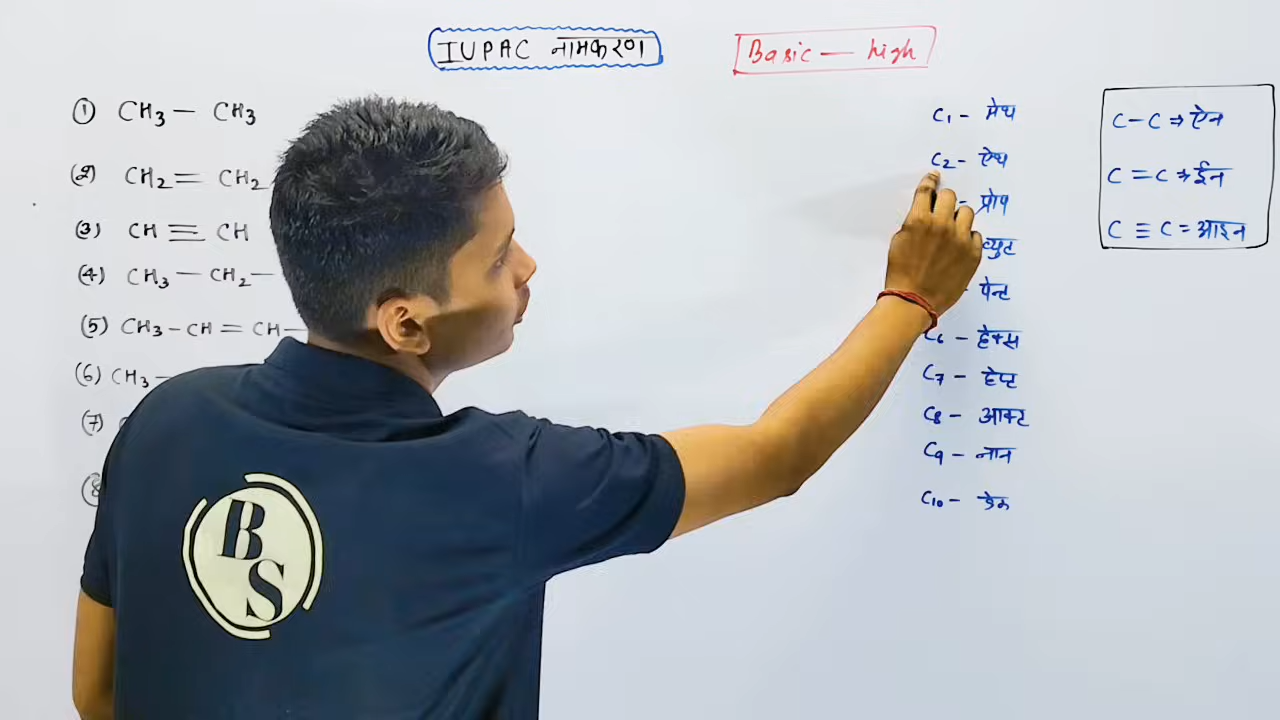 IUPAC नामकरण
Basic — high
① CH3 — CH3
(2) CH2 = CH2
(3) CH ≡ CH
(4) CH3 — CH2 —
(5) CH3 - CH = CH -
(6) CH3 -
(7)
(8
C1 - मेथ
C2 - ऐथ
- प्रोप
ब्युट
- पेन्ट
C6 - हेक्स
C7 - हेप्ट
C8 - आक्ट
C9 - नान
C10 - डेक
C - C ⇒ ऐन
C = C ⇒ ईन
C ≡ C = आइन
BS